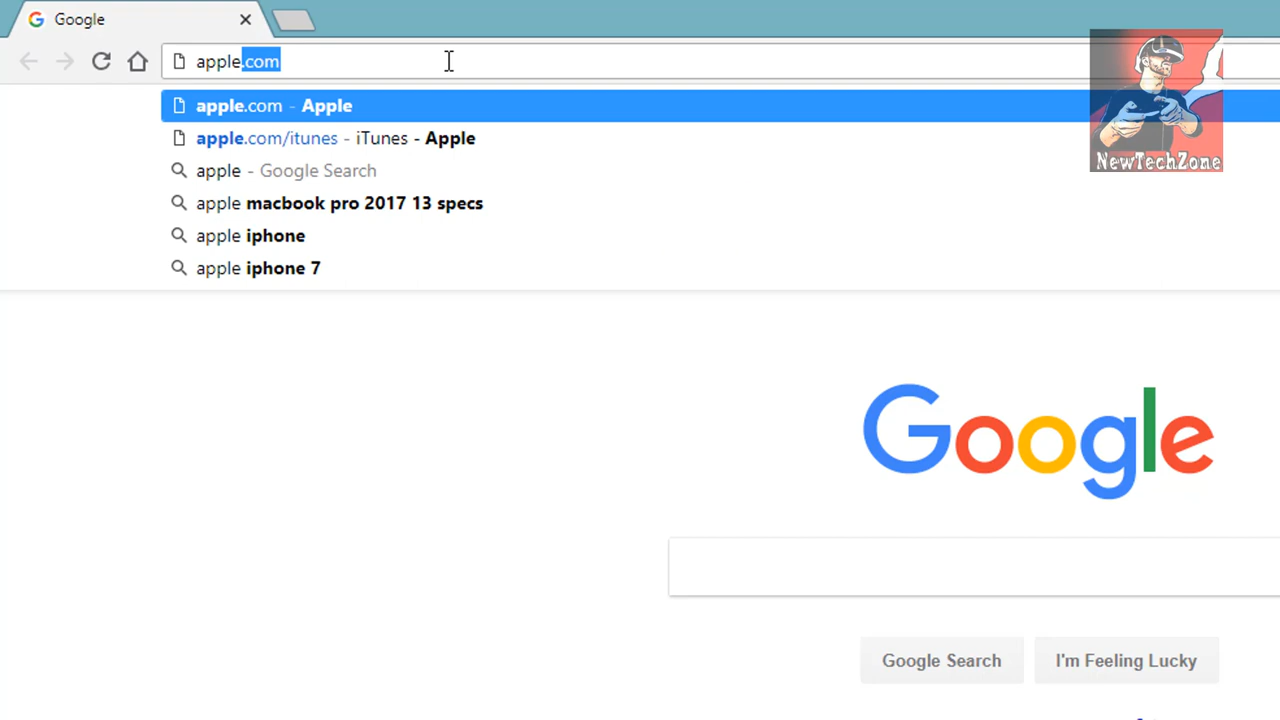 Google
apple.com
apple.com - Apple
apple.com/itunes - iTunes - Apple
apple - Google Search
apple macbook pro 2017 13 specs
apple iphone
apple iphone 7
NewTechZone
Google
Google Search
I'm Feeling Lucky